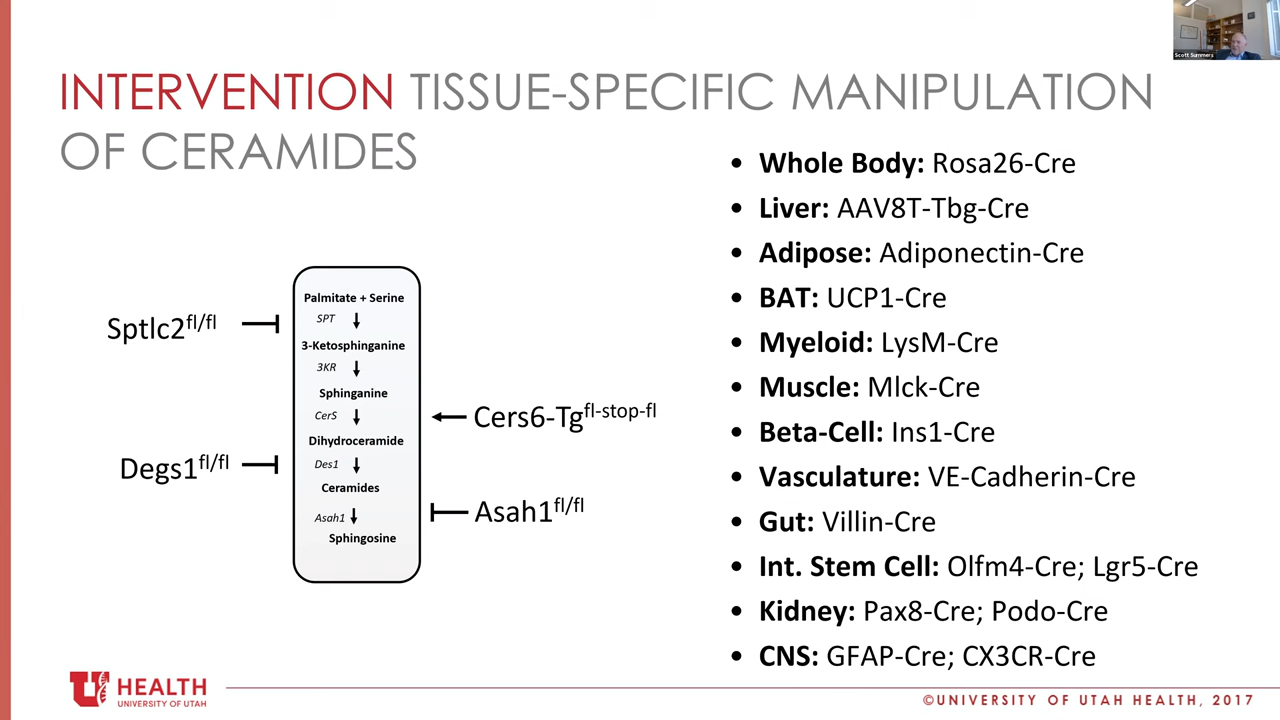 Scott Summers
INTERVENTION TISSUE-SPECIFIC MANIPULATION
OF CERAMIDES
Sptlc2fl/fl
Degs1fl/fl
Palmitate + Serine
SPT
3-Ketosphinganine
3KR
Sphinganine
CerS
Dihydroceramide
Des1
Ceramides
Asah1
Sphingosine
Cers6-Tgfl-stop-fl
Asah1fl/fl
• Whole Body: Rosa26-Cre
• Liver: AAV8T-Tbg-Cre
• Adipose: Adiponectin-Cre
• BAT: UCP1-Cre
• Myeloid: LysM-Cre
• Muscle: Mlck-Cre
• Beta-Cell: Ins1-Cre
• Vasculature: VE-Cadherin-Cre
• Gut: Villin-Cre
• Int. Stem Cell: Olfm4-Cre; Lgr5-Cre
• Kidney: Pax8-Cre; Podo-Cre
• CNS: GFAP-Cre; CX3CR-Cre
U HEALTH
UNIVERSITY OF UTAH
©UNIVERSITY OF UTAH HEALTH, 2017